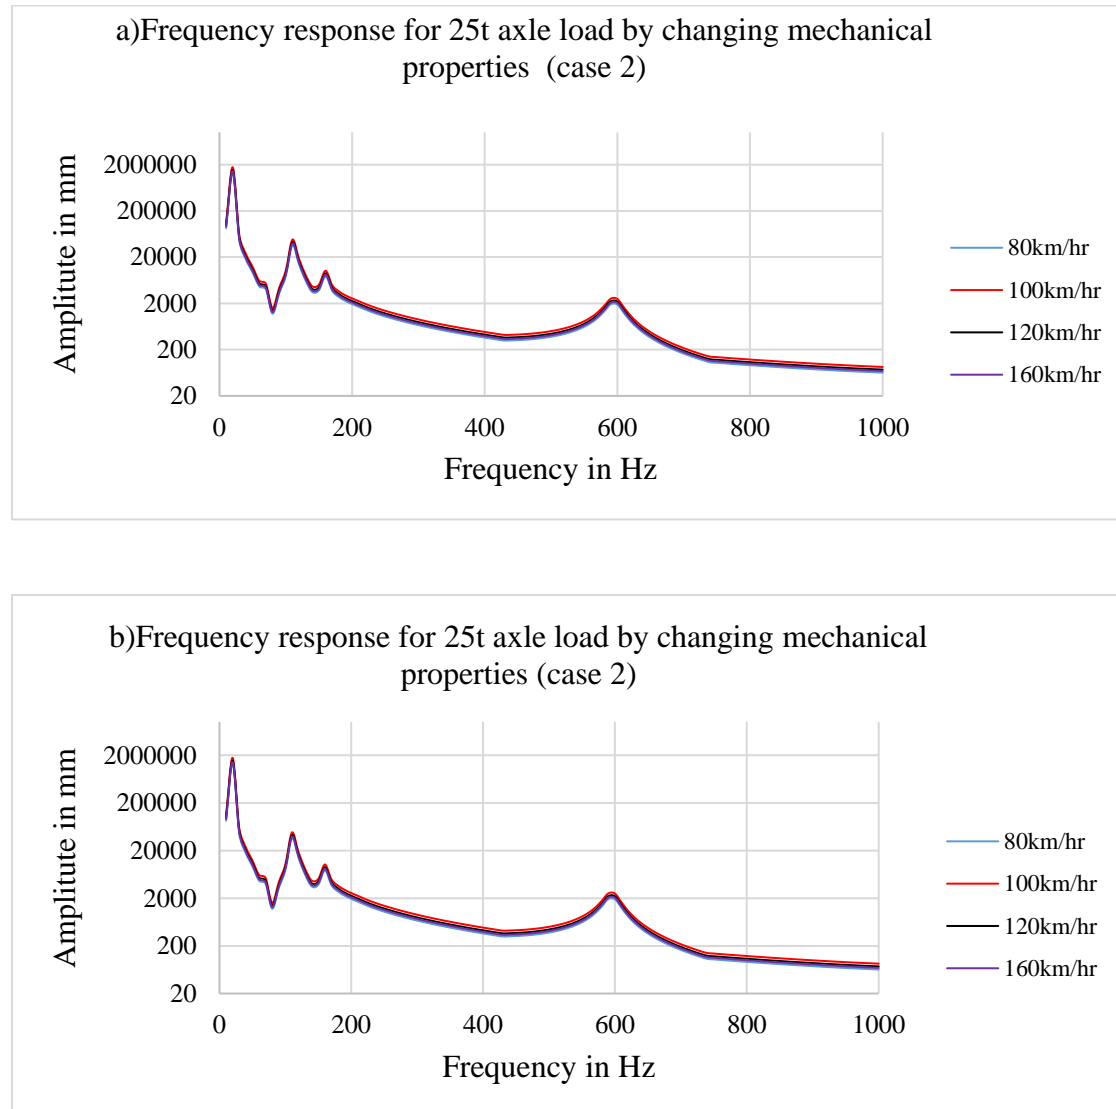 a)Frequency response for 25t axle load by changing mechanical
properties  (case 2)
Amplitute in mm
2000000
200000
20000
2000
200
20
0 200 400 600 800 1000
Frequency in Hz
80km/hr
100km/hr
120km/hr
160km/hr
b)Frequency response for 25t axle load by changing mechanical
properties (case 2)
Amplitute in mm
2000000
200000
20000
2000
200
20
0 200 400 600 800 1000
Frequency in Hz
80km/hr
100km/hr
120km/hr
160km/hr